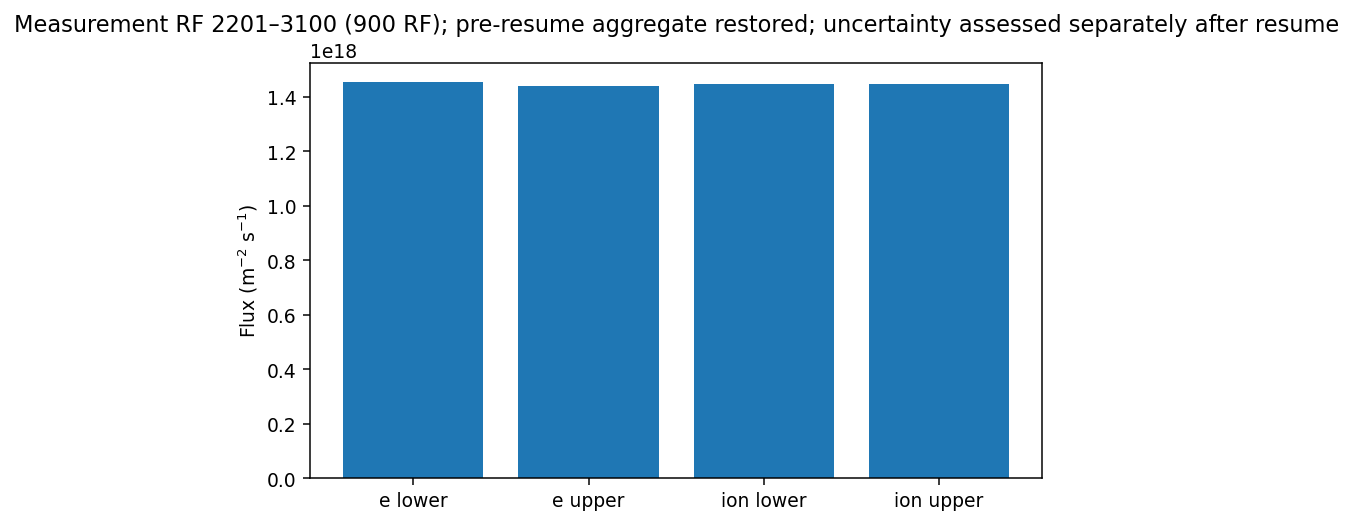 Measurement RF 2201–3100 (900 RF); pre-resume aggregate restored; uncertainty assessed separately after resume
1e18
1.4
1.2
1.0
0.8
0.6
0.4
0.2
0.0
Flux (m⁻² s⁻¹)
e lower
e upper
ion lower
ion upper